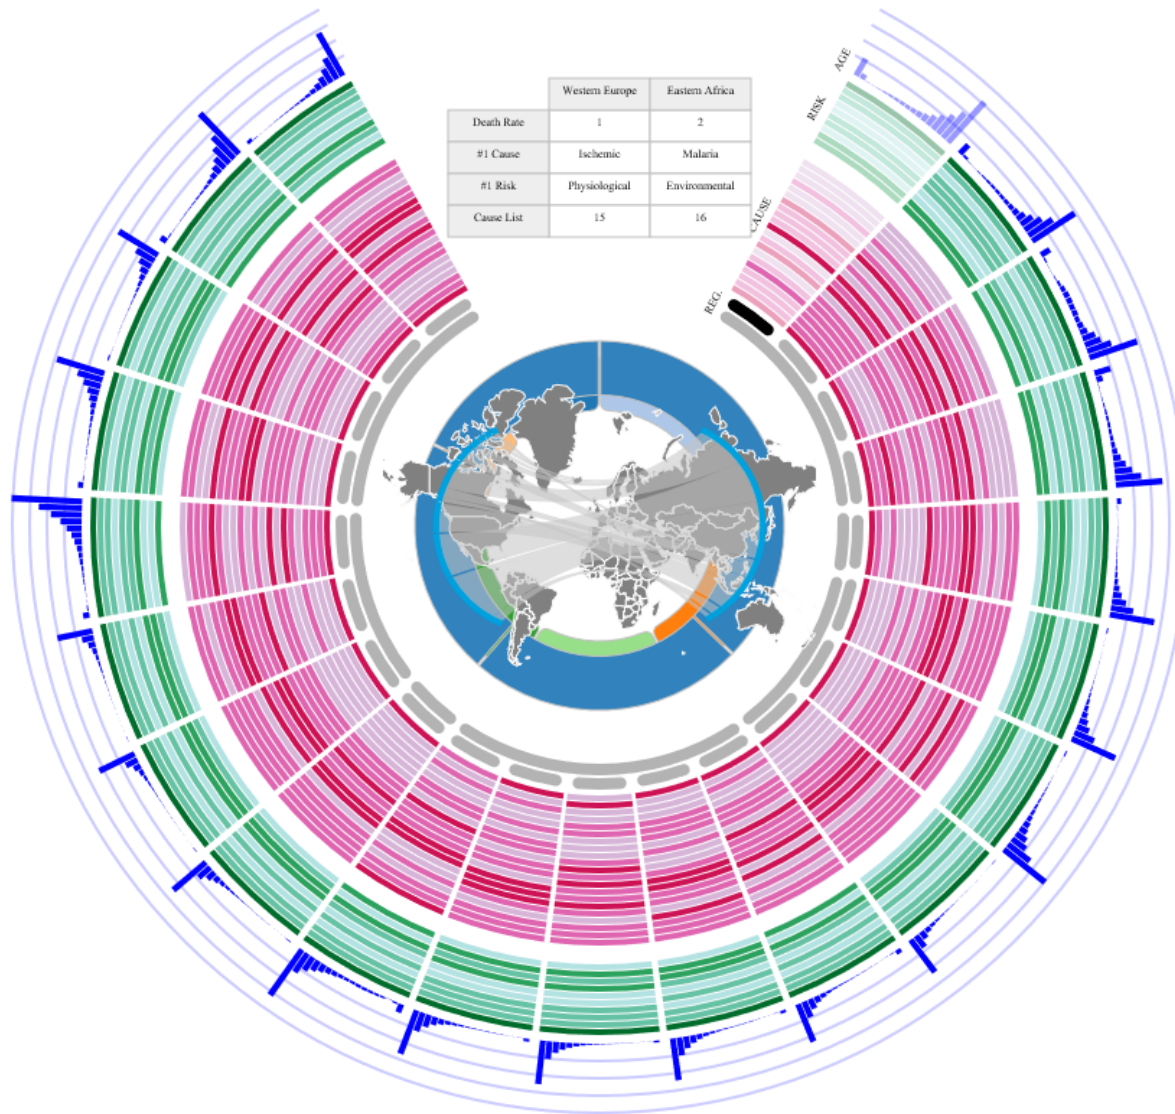 AGE
RISK
CAUSE
REG.
Western Europe Eastern Africa
Death Rate 1 2
#1 Cause Ischemic Malaria
#1 Risk Physiological Environmental
Cause List 15 16